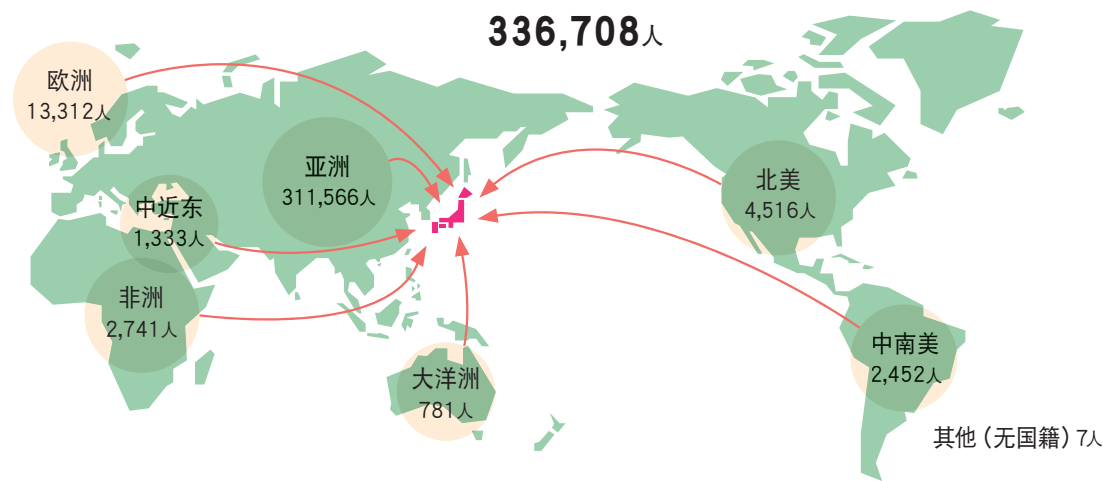 336,708人
欧洲
13,312人
亚洲
311,566人
中近东
1,333人
非洲
2,741人
大洋洲
781人
北美
4,516人
中南美
2,452人
其他（无国籍）7人